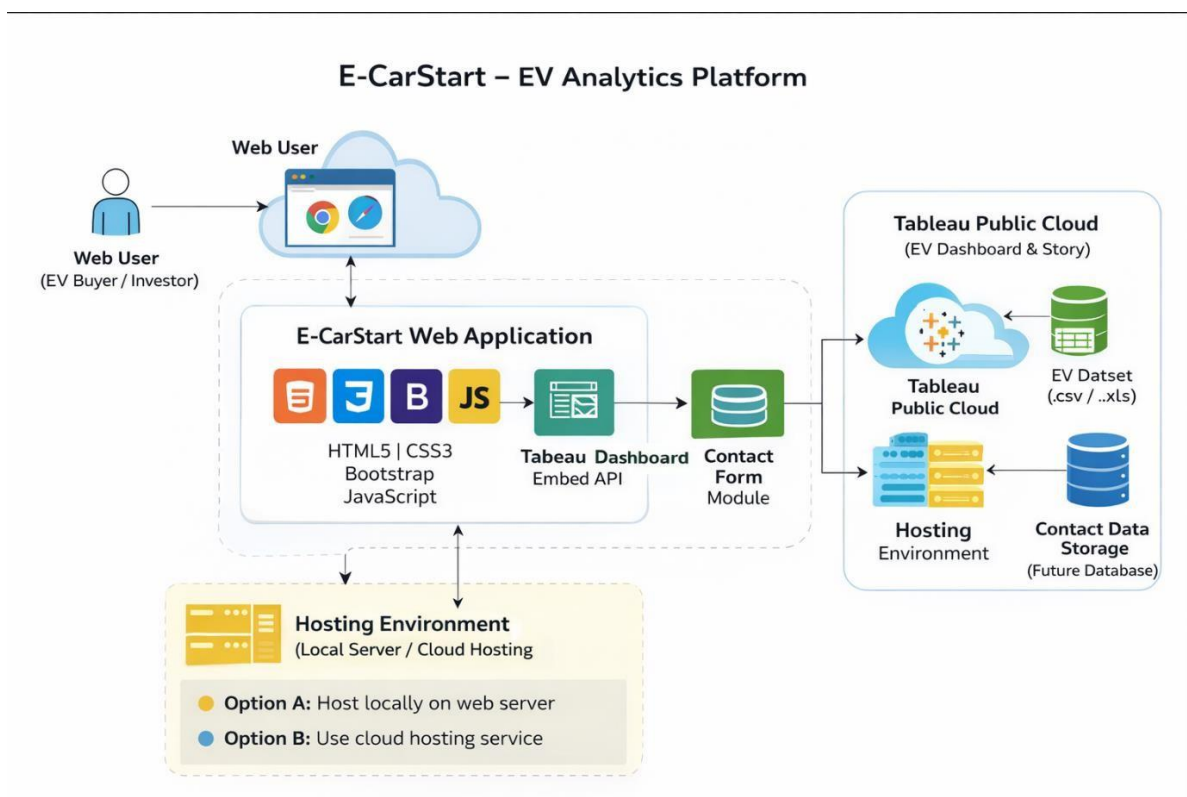 E-CarStart – EV Analytics Platform
Web User
Web User
(EV Buyer / Investor)
E-CarStart Web Application
JS
B
HTML5 | CSS3
Bootstrap
JavaScript
Tabeau Dashboard
Embed API
Contact
Form
Module
Tableau Public Cloud
(EV Dashboard & Story)
Tableau
Public Cloud
EV Datset
(.csv / ..xls)
Hosting
Environment
Contact Data
Storage
(Future Database)
Hosting Environment
(Local Server / Cloud Hosting
Option A: Host locally on web server
Option B: Use cloud hosting service